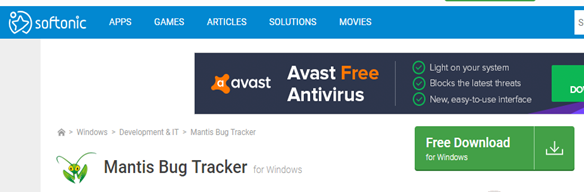 softonic APPS GAMES ARTICLES SOLUTIONS MOVIES S
avast Avast Free Antivirus
Light on your system
Blocks the latest threats
New, easy-to-use interface
DO
Windows > Development & IT > Mantis Bug Tracker
Free Download
for Windows
Mantis Bug Tracker for Windows